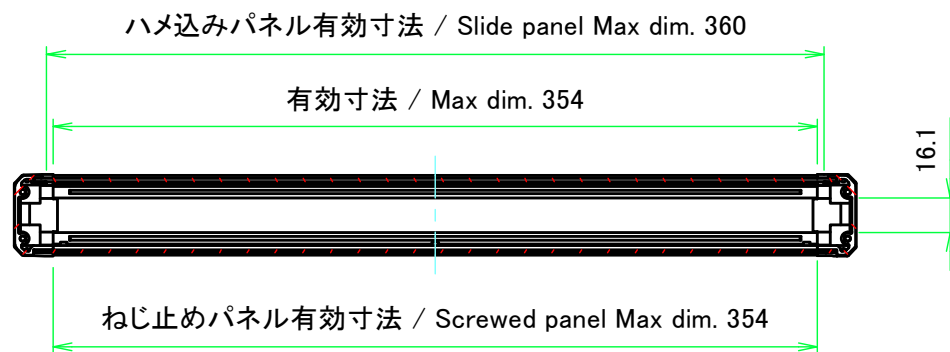 ハメ込みパネル有効寸法 / Slide panel Max dim. 360
有効寸法 / Max dim. 354
16.1
ねじ止めパネル有効寸法 / Screwed panel Max dim. 354